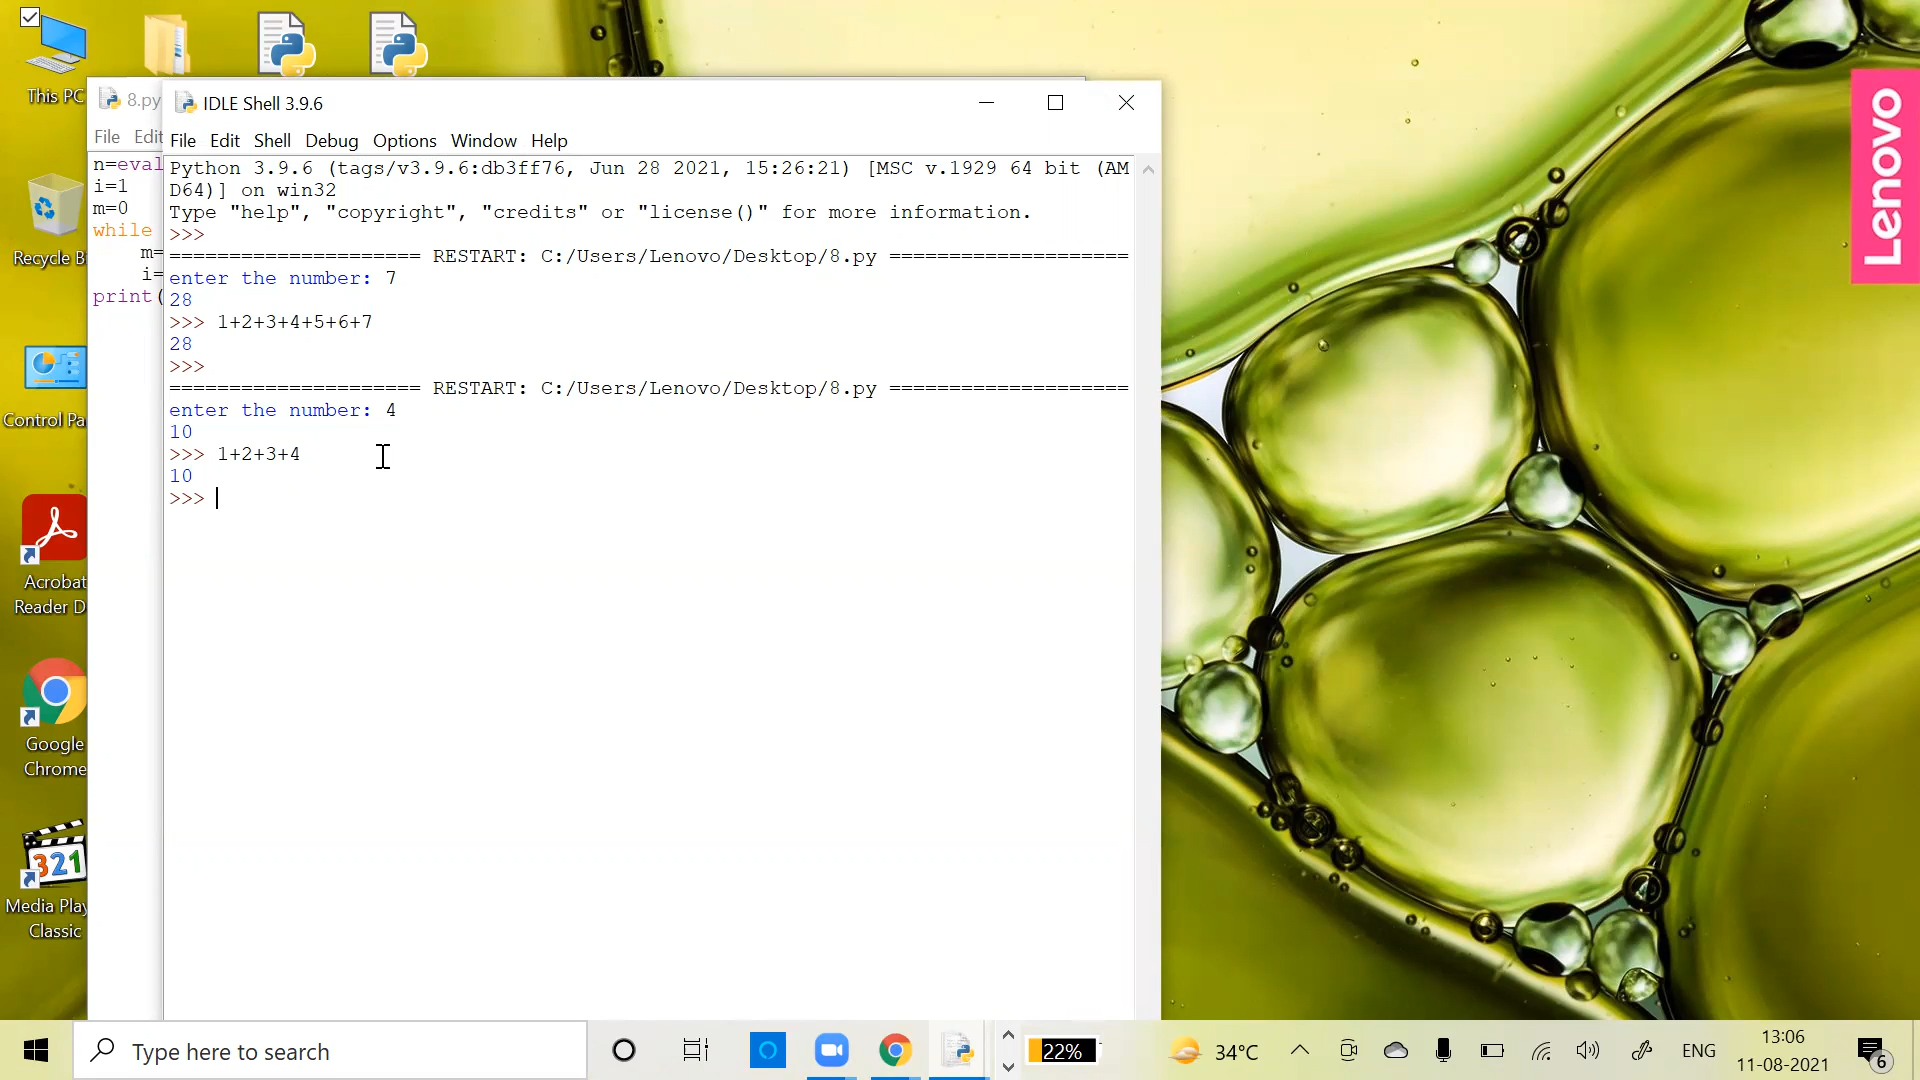 This PC
Recycle B
Control Pa
Acrobat
Reader D
Google
Chrome
321
Media Play
Classic
8.py
File Edit
n=eval
i=1
m=0
while
m=
i=
print(
IDLE Shell 3.9.6
File Edit Shell Debug Options Window Help
Python 3.9.6 (tags/v3.9.6:db3ff76, Jun 28 2021, 15:26:21) [MSC v.1929 64 bit (AM
D64)] on win32
Type "help", "copyright", "credits" or "license()" for more information.
>>>
===================== RESTART: C:/Users/Lenovo/Desktop/8.py ====================
enter the number: 7
28
>>> 1+2+3+4+5+6+7
28
>>>
===================== RESTART: C:/Users/Lenovo/Desktop/8.py ====================
enter the number: 4
10
>>> 1+2+3+4
10
>>>
Lenovo
Type here to search
22%
34°C
ENG
13:06
11-08-2021
6